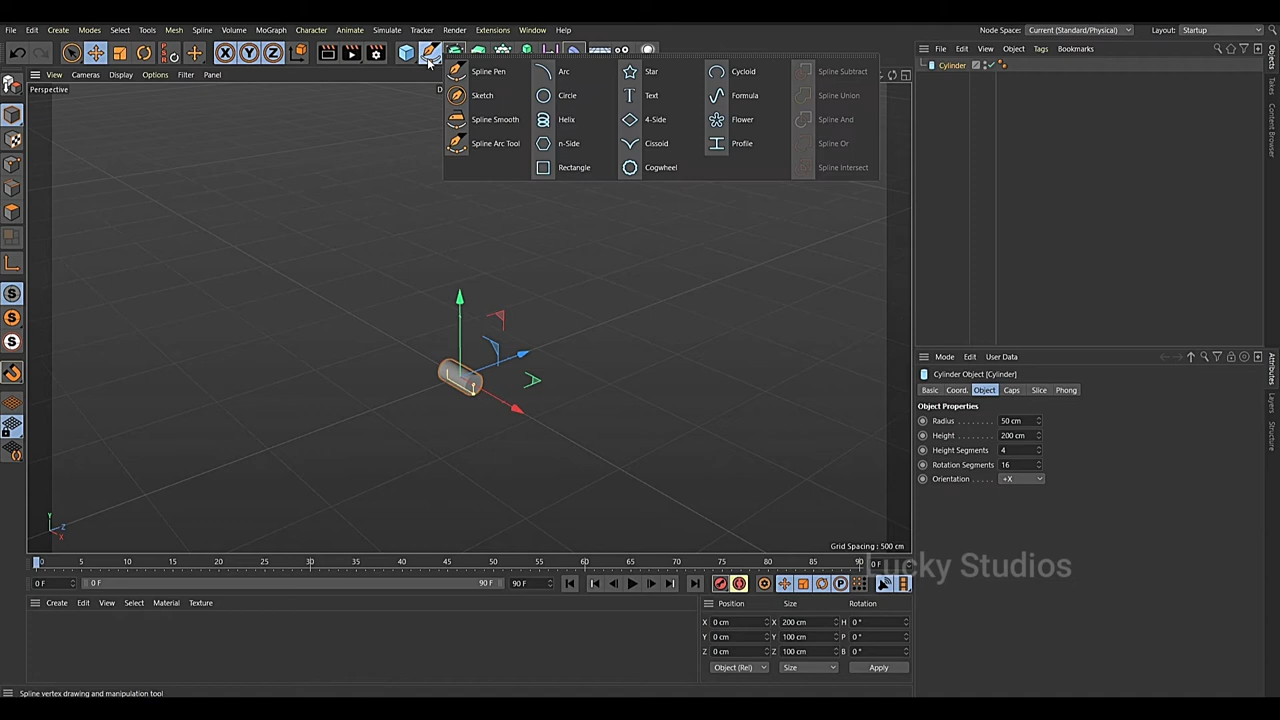 File Edit Create Modes Select Tools Mesh Spline Volume MoGraph Character Animate Simulate Tracker Render Extensions Window Help
Node Space: Current (Standard/Physical) Layout: Startup
X Y Z
File Edit View Object Tags Bookmarks
Cylinder
View Cameras Display Options Filter Panel
Perspective
D
Spline Pen Arc Star Cycloid Spline Subtract
Sketch Circle Text Formula Spline Union
Spline Smooth Helix 4-Side Flower Spline And
Spline Arc Tool n-Side Cissoid Profile Spline Or
Rectangle Cogwheel Spline Intersect
Objects
Takes
Mode Edit User Data
Cylinder Object [Cylinder]
Basic Coord. Object Caps Slice Phong
Object Properties
Radius 50 cm
Height 200 cm
Height Segments 4
Rotation Segments 16
Orientation +X
Attributes
Layers
Structure
Y
Z
X
Grid Spacing : 500 cm
Lucky Studios
0 5 10 15 20 25 30 35 40 45 50 55 60 65 70 75 80 85 90 0 F
0 F 0 F 90 F 90 F
Create Edit View Select Material Texture
Position Size Rotation
X 0 cm X 200 cm H 0 °
Y 0 cm Y 100 cm P 0 °
Z 0 cm Z 100 cm B 0 °
Object (Rel) Size Apply
Spline vertex drawing and manipulation tool